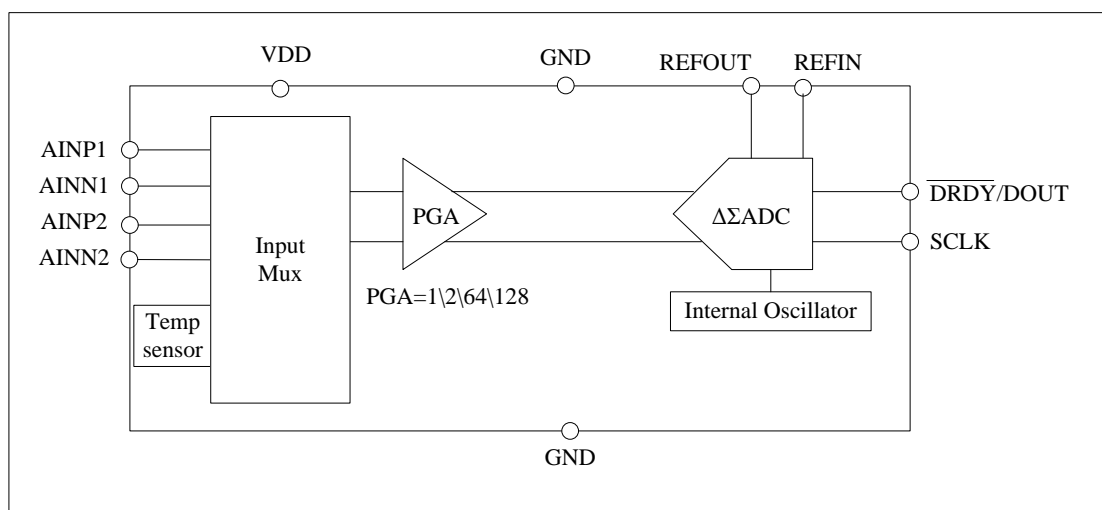 VDD
GND
REFOUT
REFIN
AINP1
AINN1
AINP2
AINN2
Input
Mux
Temp
sensor
PGA
PGA=1\2\64\128
ΔΣADC
Internal Oscillator
DRDY/DOUT
SCLK
GND